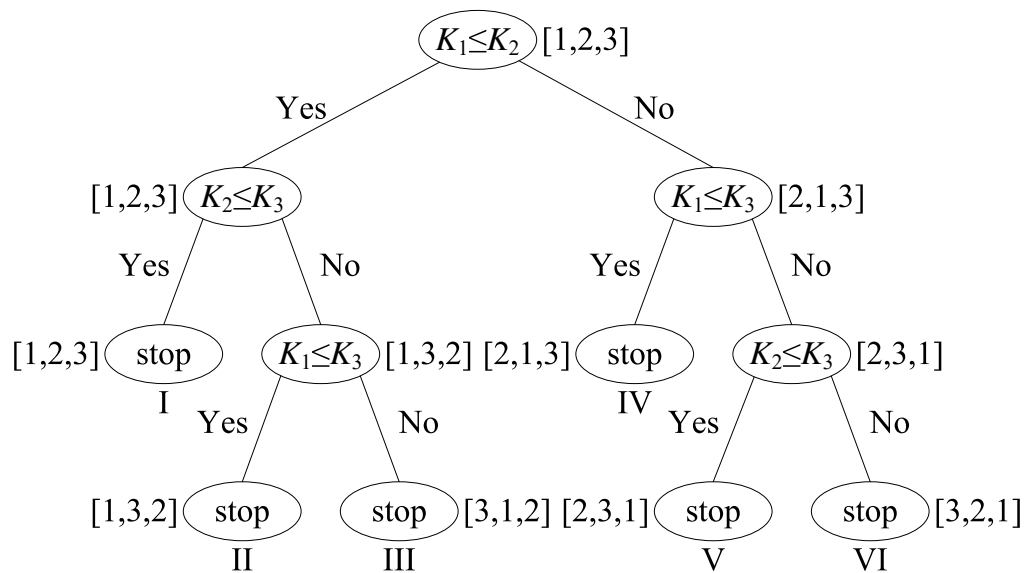 K₁≤K₂ [1,2,3]
Yes No
[1,2,3] K₂≤K₃ K₁≤K₃ [2,1,3]
Yes No Yes No
[1,2,3] stop K₁≤K₃ [1,3,2] [2,1,3] stop K₂≤K₃ [2,3,1]
I IV
Yes No Yes No
[1,3,2] stop stop [3,1,2] [2,3,1] stop stop [3,2,1]
II III V VI